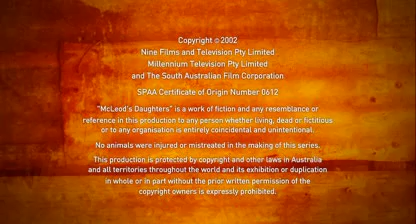 Copyright ©2002
Nine Films and Television Pty Limited
Millennium Television Pty Limited
and The South Australian Film Corporation
SPAA Certificate of Origin Number 0612
"McLeod's Daughters" is a work of fiction and any resemblance or
reference in this production to any person whether living, dead or fictitious
or to any organisation is entirely coincidental and unintentional.
No animals were injured or mistreated in the making of this series.
This production is protected by copyright and other laws in Australia
and all territories throughout the world and its exhibition or duplication
in whole or in part without the prior written permission of the
copyright owners is expressly prohibited.